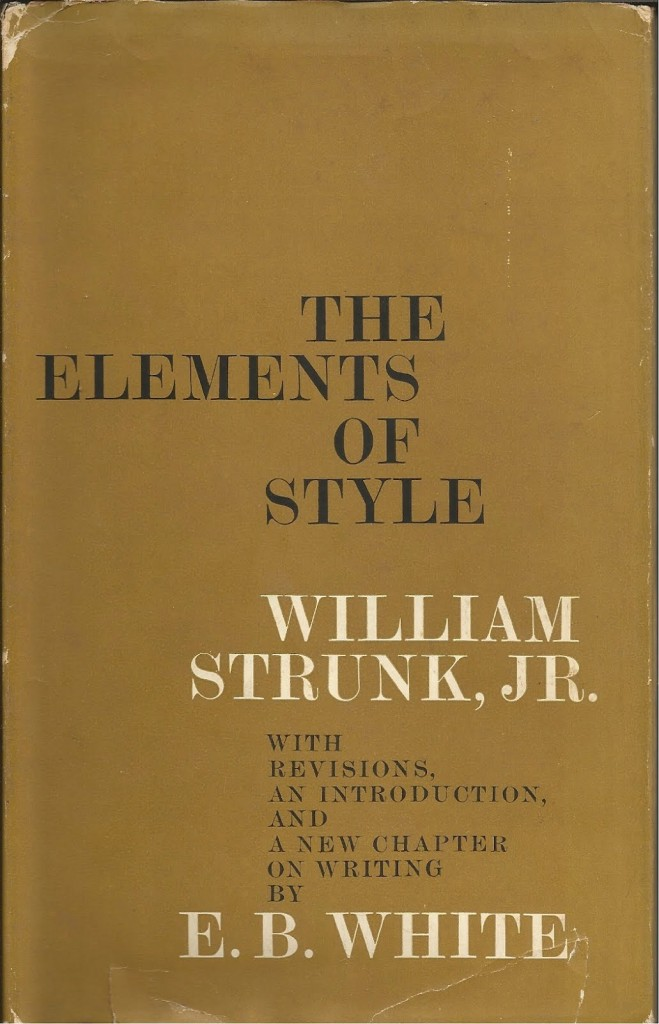 THE
ELEMENTS
OF
STYLE
WILLIAM
STRUNK, JR.
WITH
REVISIONS,
AN INTRODUCTION,
AND
A NEW CHAPTER
ON WRITING
BY
E. B. WHITE